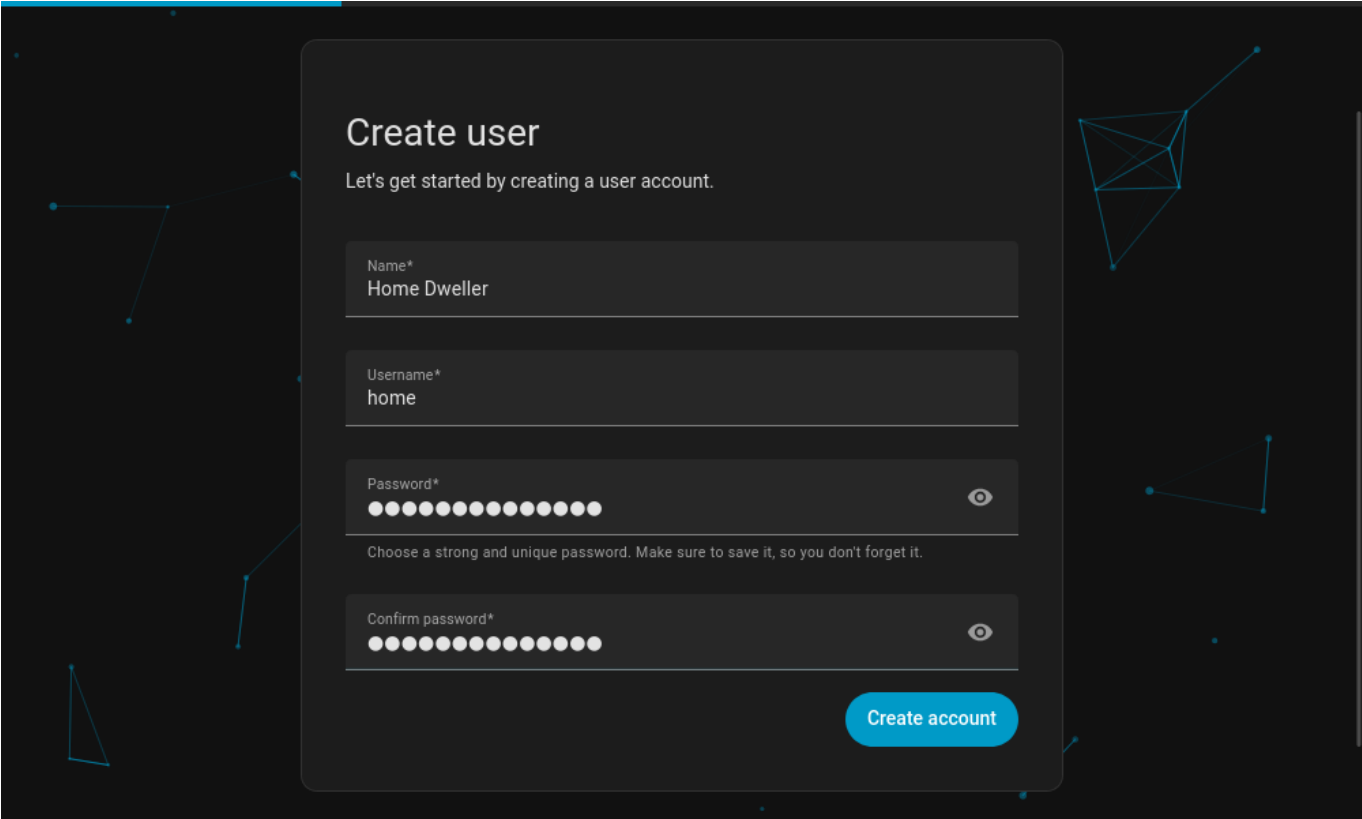 Create user
Let's get started by creating a user account.
Name*
Home Dweller
Username*
home
Password*
●●●●●●●●●●●●●●
Choose a strong and unique password. Make sure to save it, so you don't forget it.
Confirm password*
●●●●●●●●●●●●●●
Create account